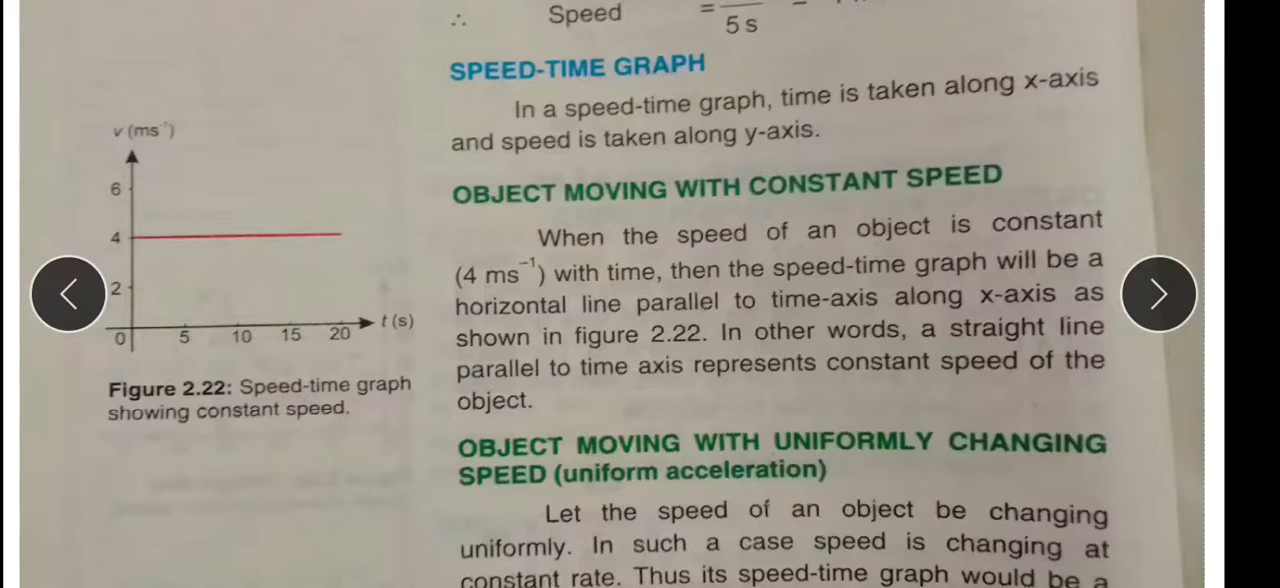 ∴ Speed =
5 s
SPEED-TIME GRAPH
In a speed-time graph, time is taken along x-axis
and speed is taken along y-axis.
v (ms⁻¹)
6
4
2
0 5 10 15 20 t (s)
Figure 2.22: Speed-time graph
showing constant speed.
OBJECT MOVING WITH CONSTANT SPEED
When the speed of an object is constant
(4 ms⁻¹) with time, then the speed-time graph will be a
horizontal line parallel to time-axis along x-axis as
shown in figure 2.22. In other words, a straight line
parallel to time axis represents constant speed of the
object.
OBJECT MOVING WITH UNIFORMLY CHANGING
SPEED (uniform acceleration)
Let the speed of an object be changing
uniformly. In such a case speed is changing at
constant rate. Thus its speed-time graph would be a